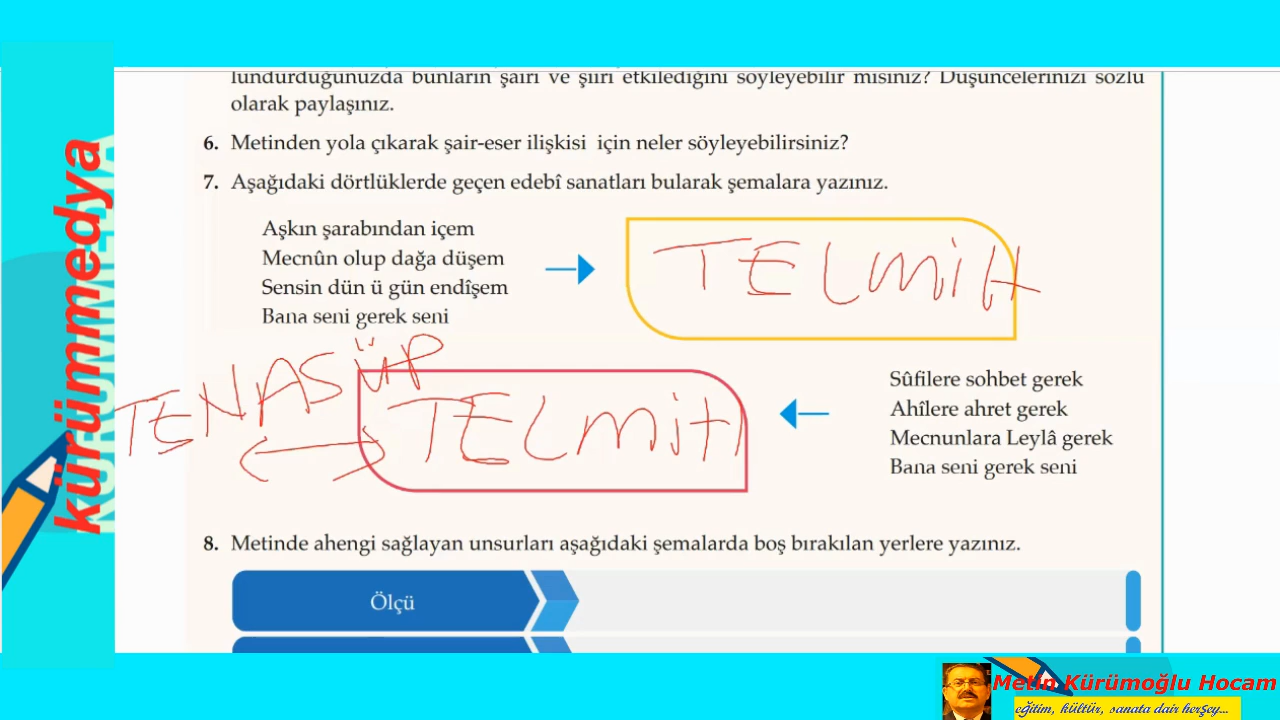 lundurduğunuzda bunların şairi ve şiiri etkilediğini söyleyebilir misiniz? Düşüncelerinizi sözlü
olarak paylaşınız.
6. Metinden yola çıkarak şair-eser ilişkisi için neler söyleyebilirsiniz?
7. Aşağıdaki dörtlüklerde geçen edebî sanatları bularak şemalara yazınız.
Aşkın şarabından içem
Mecnûn olup dağa düşem
Sensin dün ü gün endîşem
Bana seni gerek seni
TELMİH
TENASÜP
TELMİH
Sûfilere sohbet gerek
Ahîlere ahret gerek
Mecnunlara Leylâ gerek
Bana seni gerek seni
8. Metinde ahengi sağlayan unsurları aşağıdaki şemalarda boş bırakılan yerlere yazınız.
Ölçü
kürümmedya
Metin Kürümoğlu Hocam
eğitim, kültür, sanata dair herşey...